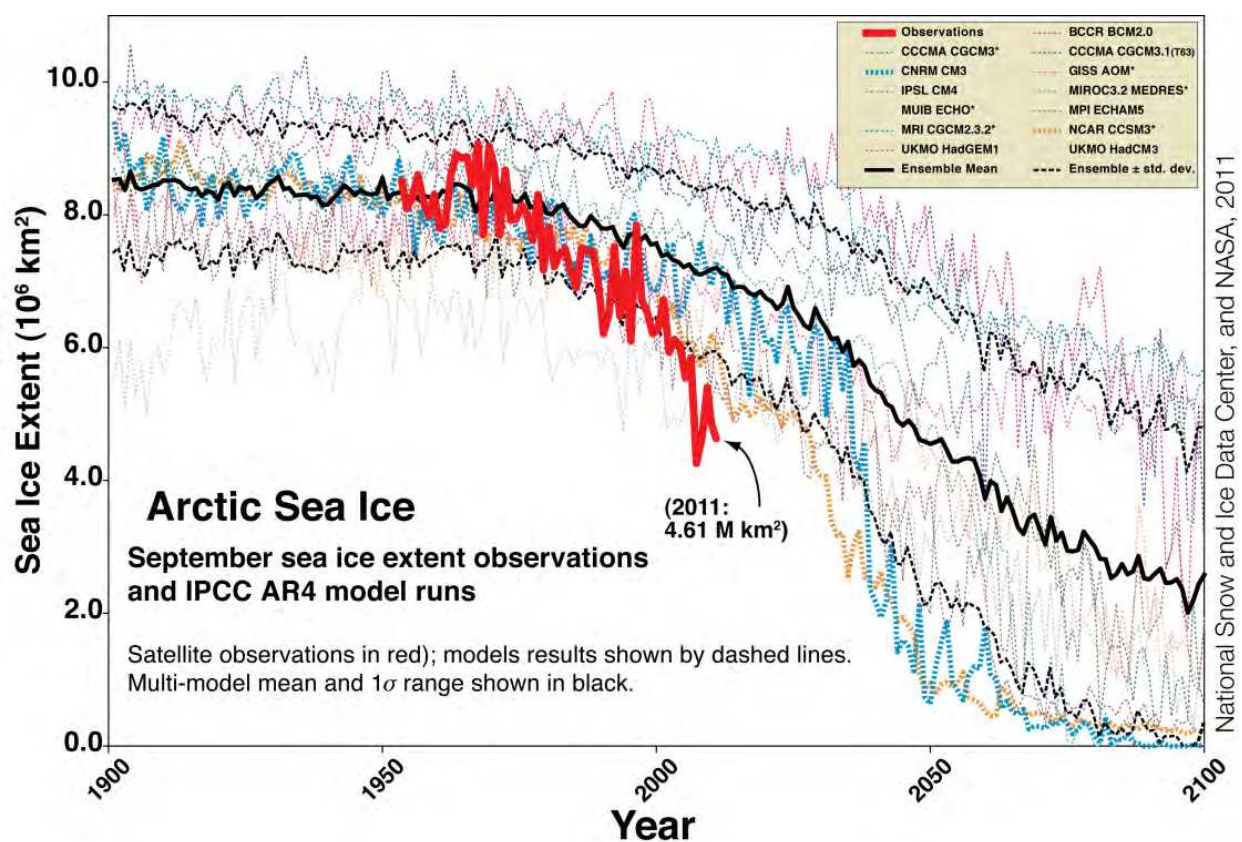 Observations
BCCR BCM2.0
CCCMA CGCM3*
CCCMA CGCM3.1(T63)
CNRM CM3
GISS AOM*
IPSL CM4
MIROC3.2 MEDRES*
MUIB ECHO*
MPI ECHAM5
MRI CGCM2.3.2*
NCAR CCSM3*
UKMO HadGEM1
UKMO HadCM3
Ensemble Mean
Ensemble ± std. dev.
10.0
8.0
6.0
4.0
2.0
0.0
Sea Ice Extent (10⁶ km²)
(2011:
4.61 M km²)
Arctic Sea Ice
September sea ice extent observations
and IPCC AR4 model runs
Satellite observations in red); models results shown by dashed lines.
Multi-model mean and 1σ range shown in black.
1900
1950
2000
2050
2100
Year
National Snow and Ice Data Center, and NASA, 2011